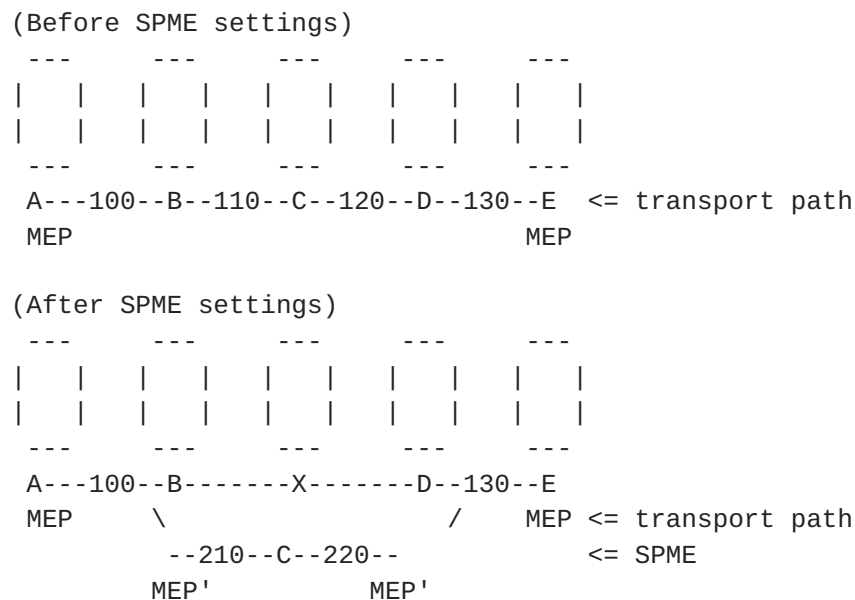 (Before SPME settings)
 ---     ---     ---     ---     ---
|   |   |   |   |   |   |   |   |   |
|   |   |   |   |   |   |   |   |   |
 ---     ---     ---     ---     ---
 A---100--B--110--C--120--D--130--E  <= transport path
 MEP                             MEP

(After SPME settings)
 ---     ---     ---     ---     ---
|   |   |   |   |   |   |   |   |   |
|   |   |   |   |   |   |   |   |   |
 ---     ---     ---     ---     ---
 A---100--B-------X-------D--130--E
 MEP     \                  /    MEP <= transport path
          --210--C--220--            <= SPME
         MEP'          MEP'